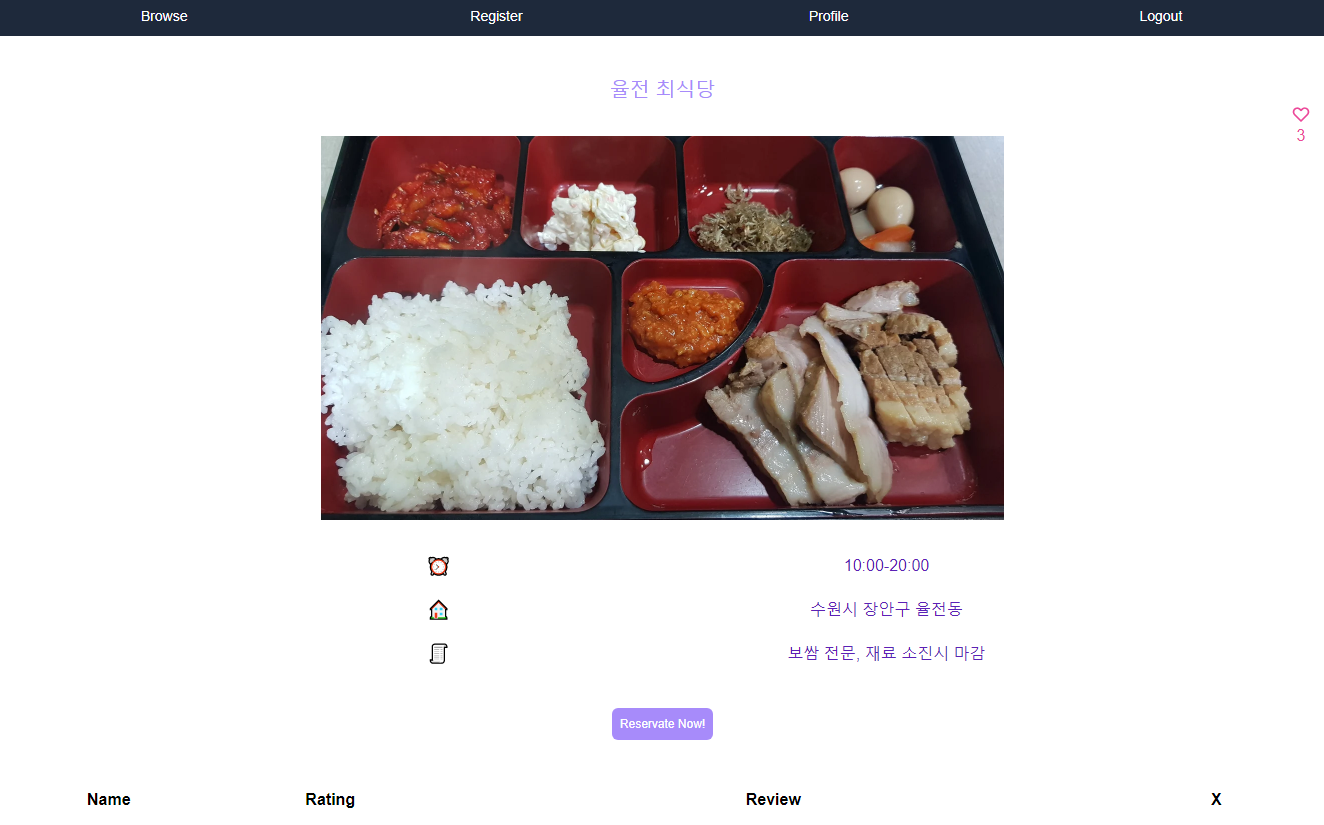 Browse Register Profile Logout
율전 최식당
3
10:00-20:00
수원시 장안구 율전동
보쌈 전문, 재료 소진시 마감
Reservate Now!
Name Rating Review X